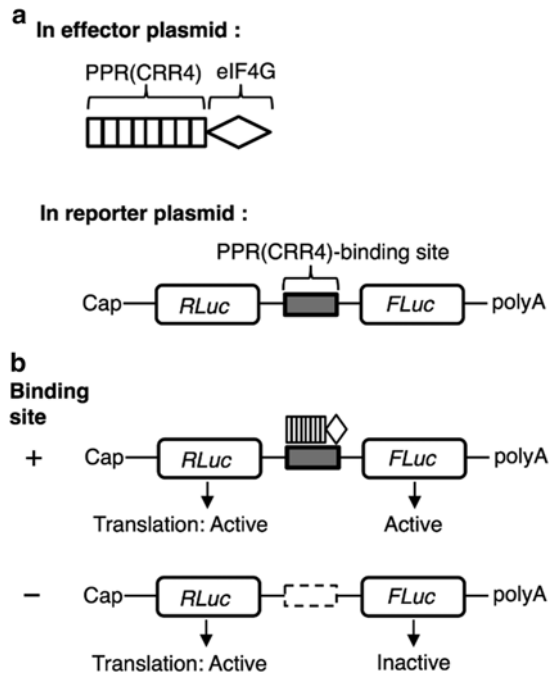 a
In effector plasmid :
PPR(CRR4) eIF4G
In reporter plasmid :
PPR(CRR4)-binding site
Cap RLuc FLuc polyA
b
Binding
site
+ Cap RLuc FLuc polyA
Translation: Active Active
− Cap RLuc FLuc polyA
Translation: Active Inactive